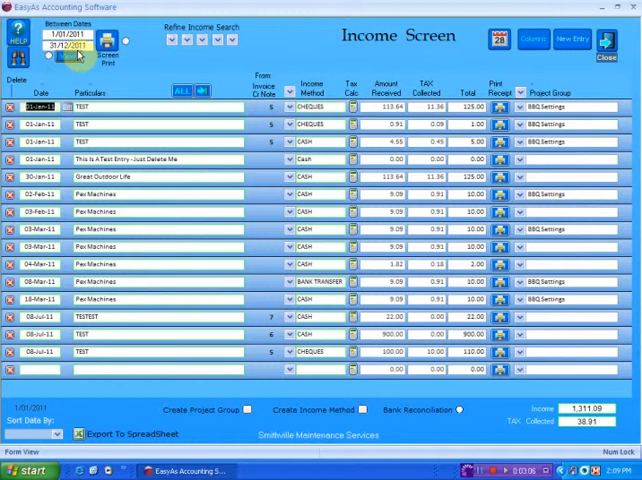 EasyAs Accounting Software
HELP
Between Dates
1/01/2011
31/12/2011
Screen Print
Refine Income Search
Income Screen
28
Columns
New Entry
Close
Delete
Date
Particulars
ALL
From: Invoice Cr Note
Income Method
Tax Calc
Amount Received
TAX Collected
Total
Print Receipt
Project Group
01-Jan-11 TEST 5 CHEQUES 113.64 11.36 125.00 BBQ Settings
01-Jan-11 TEST 5 CHEQUES 0.91 0.09 1.00 BBQ Settings
01-Jan-11 TEST 5 CASH 4.55 0.45 5.00 BBQ Settings
01-Jan-11 This Is A Test Entry - Just Delete Me Cash 0.00 0.00 0.00
30-Jan-11 Great Outdoor Life CASH 113.64 11.36 125.00 BBQ Settings
02-Feb-11 Pex Machines CASH 9.09 0.91 10.00 BBQ Settings
03-Feb-11 Pex Machines CASH 9.09 0.91 10.00
03-Mar-11 Pex Machines CASH 9.09 0.91 10.00 BBQ Settings
03-Mar-11 Pex Machines CASH 9.09 0.91 10.00
04-Mar-11 Pex Machines CASH 1.82 0.18 2.00
08-Mar-11 Pex Machines BANK TRANSFER 9.09 0.91 10.00 BBQ Settings
18-Mar-11 Pex Machines CASH 9.09 0.91 10.00 BBQ Settings
08-Jul-11 TESTEST 7 CASH 22.00 0.00 22.00
08-Jul-11 TEST 6 CASH 900.00 0.00 900.00
08-Jul-11 TEST 5 CHEQUES 100.00 10.00 110.00
0.00 0.00 0.00
1/01/2011
Create Project Group
Create Income Method
Bank Reconciliation
Income 1,311.09
TAX Collected 38.91
Sort Data By:
Export To SpreadSheet
Smithville Maintenance Services
Form View
Num Lock
start
EasyAs Accounting S...
0:03:06
2:09 PM